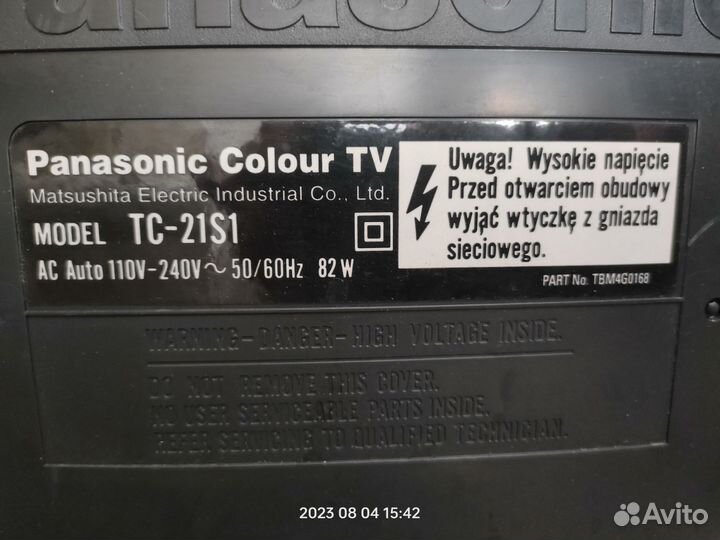 Panasonic
Panasonic Colour TV
Matsushita Electric Industrial Co., Ltd.
MODEL TC-21S1
AC Auto 110V-240V~50/60Hz 82W
Uwaga! Wysokie napięcie
Przed otwarciem obudowy
wyjąć wtyczkę z gniazda
sieciowego.
PART No. TBM4G0168
WARNING-DANGER-HIGH VOLTAGE INSIDE.
DO NOT REMOVE THIS COVER.
NO USER SERVICEABLE PARTS INSIDE.
REFER SERVICING TO QUALIFIED TECHNICIAN.
2023 08 04 15:42
Avito